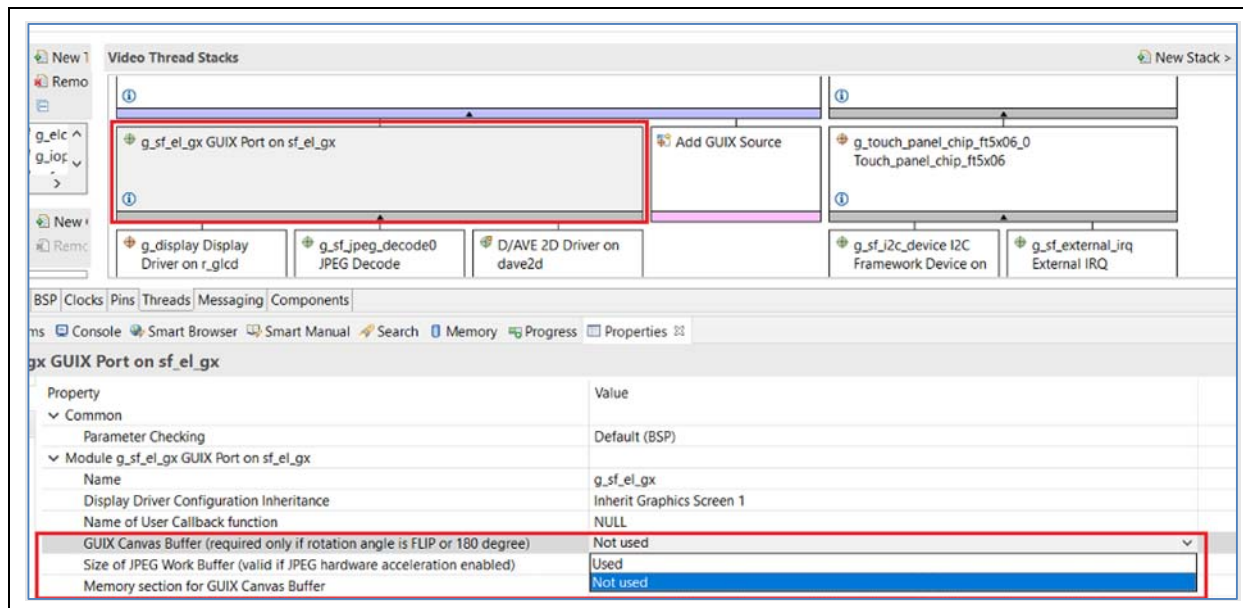 New T
Video Thread Stacks
New Stack >
Remo
g_elc
g_iop
>
g_sf_el_gx GUIX Port on sf_el_gx
Add GUIX Source
g_touch_panel_chip_ft5x06_0
Touch_panel_chip_ft5x06
New
Remo
g_display Display
Driver on r_glcd
g_sf_jpeg_decode0
JPEG Decode
D/AVE 2D Driver on
dave2d
g_sf_i2c_device I2C
Framework Device on
g_sf_external_irq
External IRQ
BSP Clocks Pins Threads Messaging Components
ms Console Smart Browser Smart Manual Search Memory Progress Properties
gx GUIX Port on sf_el_gx
Property Value
Common
Parameter Checking Default (BSP)
Module g_sf_el_gx GUIX Port on sf_el_gx
Name g_sf_el_gx
Display Driver Configuration Inheritance Inherit Graphics Screen 1
Name of User Callback function NULL
GUIX Canvas Buffer (required only if rotation angle is FLIP or 180 degree) Not used
Size of JPEG Work Buffer (valid if JPEG hardware acceleration enabled) Used
Memory section for GUIX Canvas Buffer Not used